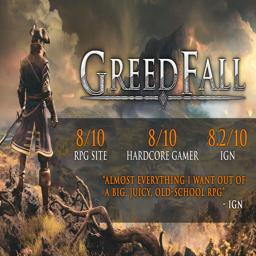 GREEDFALL
8/10 8/10 8.2/10
RPG SITE HARDCORE GAMER IGN
"ALMOST EVERYTHING I WANT OUT OF
A BIG, JUICY, OLD-SCHOOL RPG"
- IGN